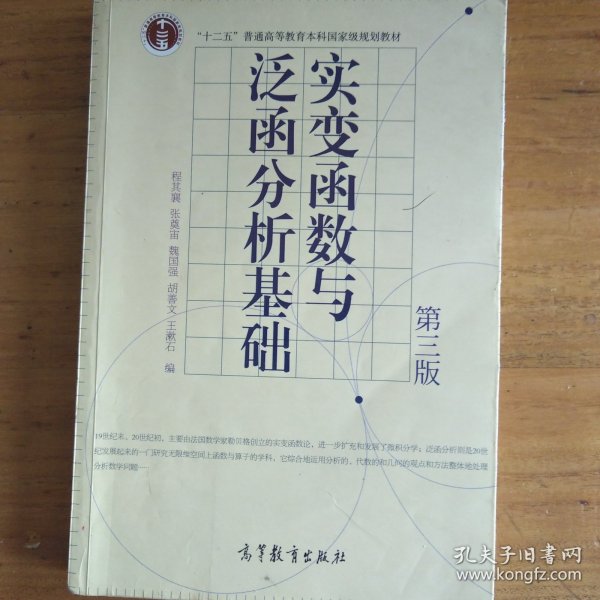 “十二五”普通高等教育本科国家级规划教材
实变函数与
泛函分析基础
第三版
程其襄 张奠宙 魏国强 胡善文 王漱石 编
19世纪末，20世纪初，主要由法国数学家勒贝格创立的实变函数论，进一步扩充和发展了微积分学；泛函分析则是20世
纪发展起来的一门研究无限维空间上函数与算子的学科，它综合地运用分析的、代数的和几何的观点和方法整体地处理
分析数学问题……
高等教育出版社
孔夫子旧书网
www.kongfz.com